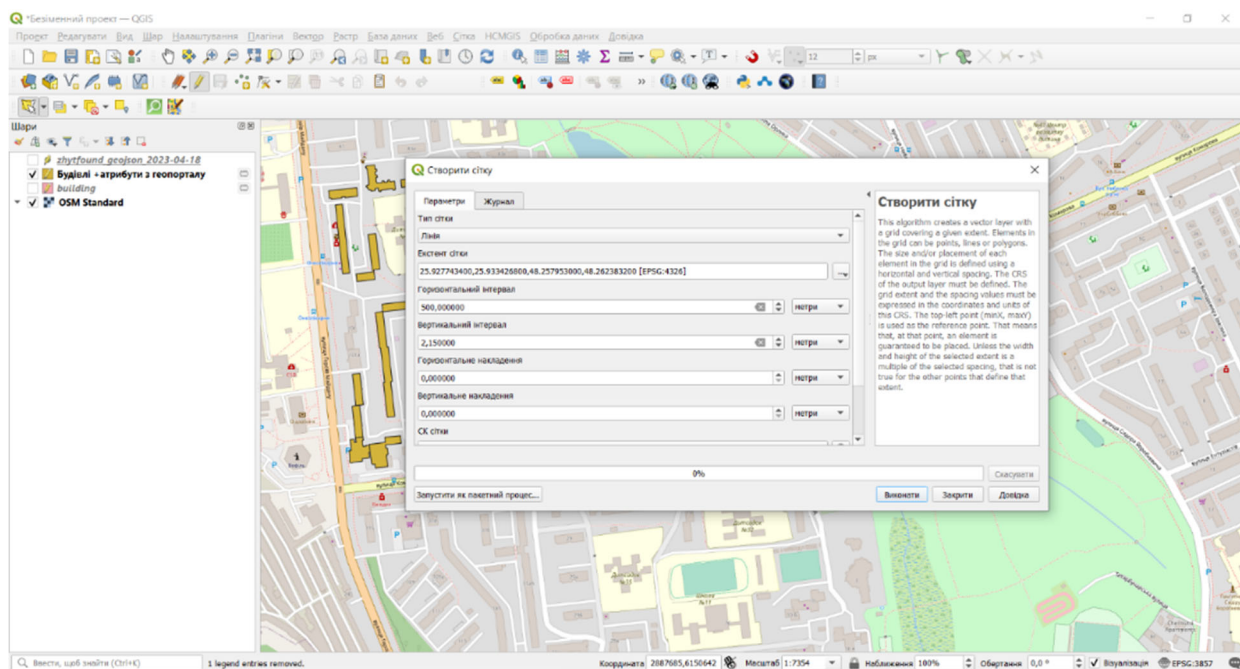 *Безіменний проект — QGIS
Проєкт Редагувати Вид Шар Налаштування Плагіни Вектор Растр База даних Веб Сітка HCMGIS Обробка даних Довідка
12
px
Шари
zhytfound_geojson_2023-04-18
Будівлі +атрибути з геопорталу
building
OSM Standard
Створити сітку
Параметри Журнал
Тип сітки
Лінія
Екстент сітки
25.927743400,25.933426800,48.257953000,48.262383200 [EPSG:4326]
Горизонтальний інтервал
500,000000 метри
Вертикальний інтервал
2,150000 метри
Горизонтальне накладення
0,000000 метри
Вертикальне накладення
0,000000 метри
СК сітки
0%
Скасувати
Запустити як пакетний процес...
Виконати Закрити Довідка
Створити сітку
This algorithm creates a vector layer with
a grid covering a given extent. Elements in
the grid can be points, lines or polygons.
The size and/or placement of each
element in the grid is defined using a
horizontal and vertical spacing. The CRS
of the output layer must be defined. The
grid extent and the spacing values must be
expressed in the coordinates and units of
this CRS. The top-left point (minX, maxY)
is used as the reference point. That means
that, at that point, an element is
guaranteed to be placed. Unless the width
and height of the selected extent is a
multiple of the selected spacing, that is not
true for the other points that define that
extent.
Ввести, щоб знайти (Ctrl+K)
1 legend entries removed.
Координата 2887685,6150642
Масштаб 1:7354
Наближення 100%
Обертання 0,0 °
Візуалізація
EPSG:3857